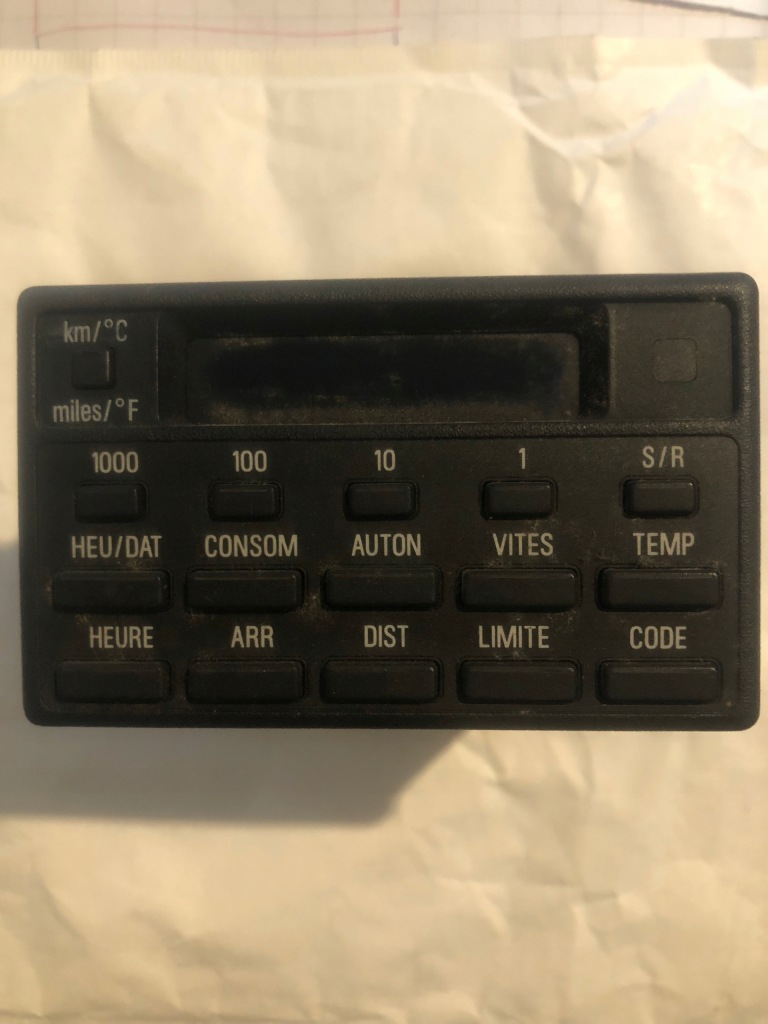 km/°C
miles/°F
1000 100 10 1 S/R
HEU/DAT CONSOM AUTON VITES TEMP
HEURE ARR DIST LIMITE CODE